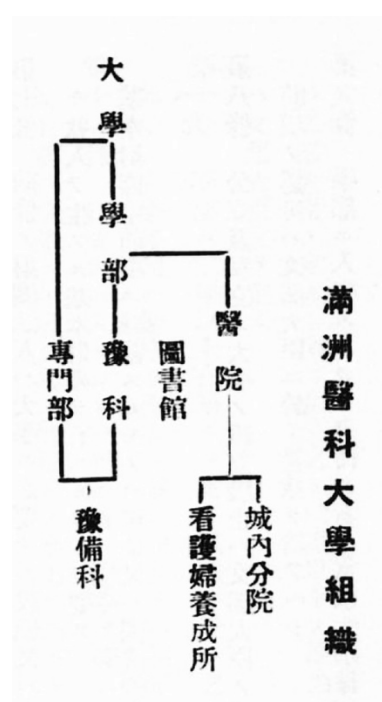 滿洲醫科大學組織
大學
學部
醫院
圖書館
豫科
專門部
城內分院
看護婦養成所
豫備科